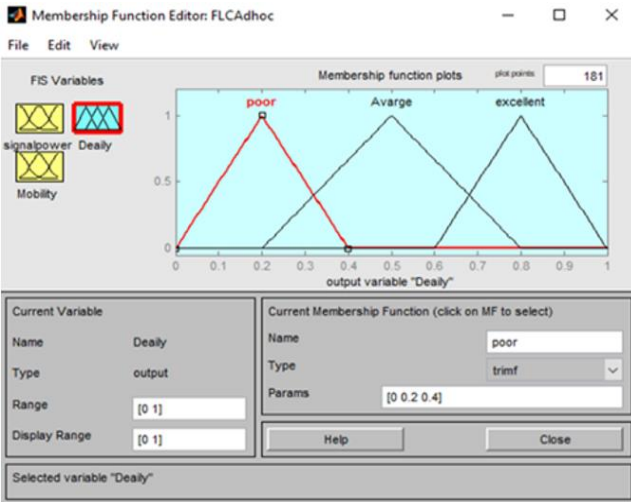 Membership Function Editor: FLCAdhoc
File Edit View
FIS Variables
signalpower Deaily
Mobility
Membership function plots
plot points:
181
poor Avarge excellent
1
0.5
0
0 0.1 0.2 0.3 0.4 0.5 0.6 0.7 0.8 0.9 1
output variable "Deaily"
Current Variable
Name Deaily
Type output
Range [0 1]
Display Range [0 1]
Current Membership Function (click on MF to select)
Name poor
Type trimf
Params [0 0.2 0.4]
Help Close
Selected variable "Deaily"